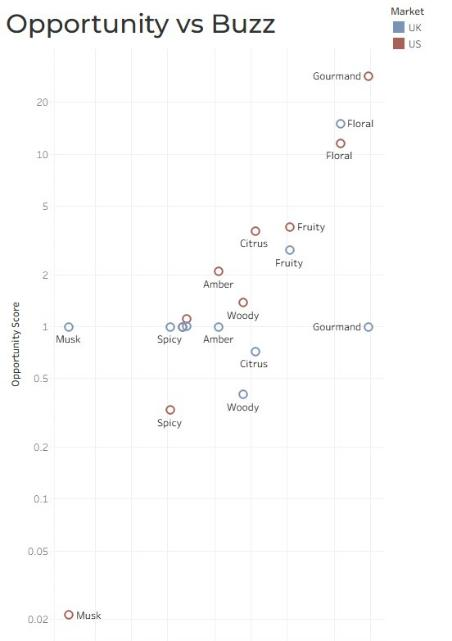 Opportunity vs Buzz
Market
UK
US
Gourmand
20
Floral
10
Floral
5
Fruity
Citrus
Fruity
2
Amber
Woody
1
Gourmand
Musk
Spicy
Amber
Citrus
0.5
Woody
Spicy
0.2
0.1
0.05
Musk
0.02
Opportunity Score